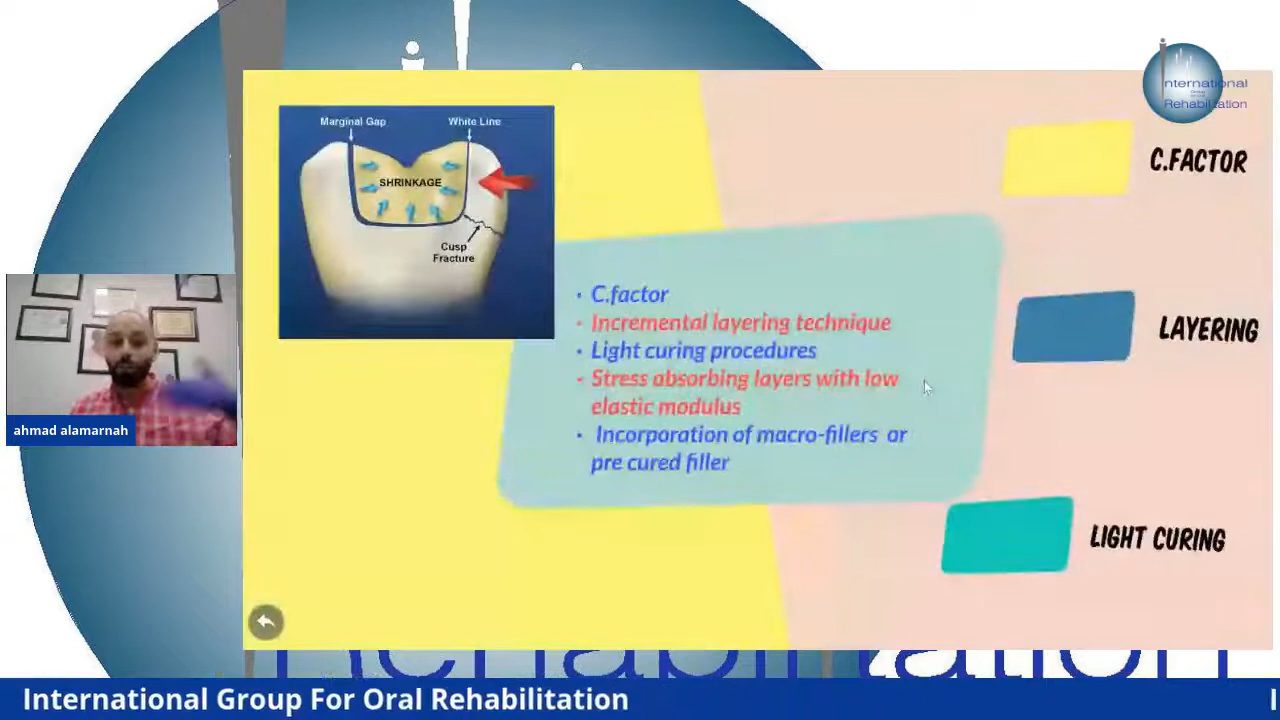 nternational
Rehabilitation
Marginal Gap
White Line
SHRINKAGE
Cusp
Fracture
C.FACTOR
• C.factor
• Incremental layering technique
• Light curing procedures
• Stress absorbing layers with low
elastic modulus
• Incorporation of macro-fillers or
pre cured filler
LAYERING
LIGHT CURING
ahmad alamarnah
Rehabilitation
International Group For Oral Rehabilitation
I